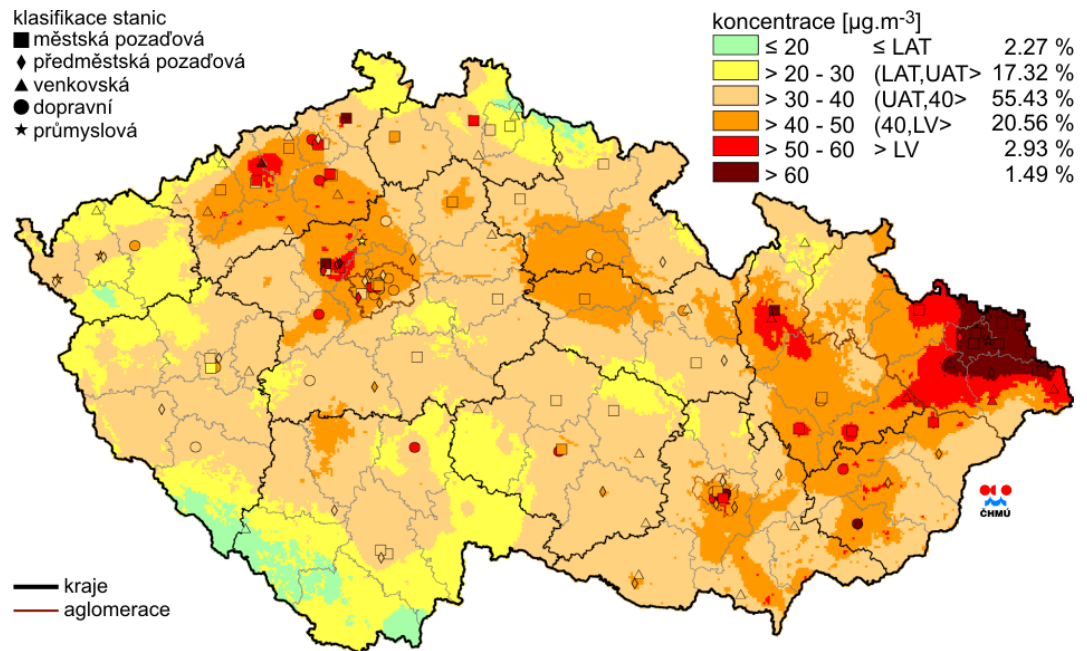 klasifikace stanic
městská pozaďová
předměstská pozaďová
venkovská
dopravní
průmyslová
koncentrace [µg.m-3]
≤ 20 ≤ LAT 2.27 %
> 20 - 30 (LAT,UAT> 17.32 %
> 30 - 40 (UAT,40> 55.43 %
> 40 - 50 (40,LV> 20.56 %
> 50 - 60 > LV 2.93 %
> 60 1.49 %
ČHMÚ
kraje
aglomerace